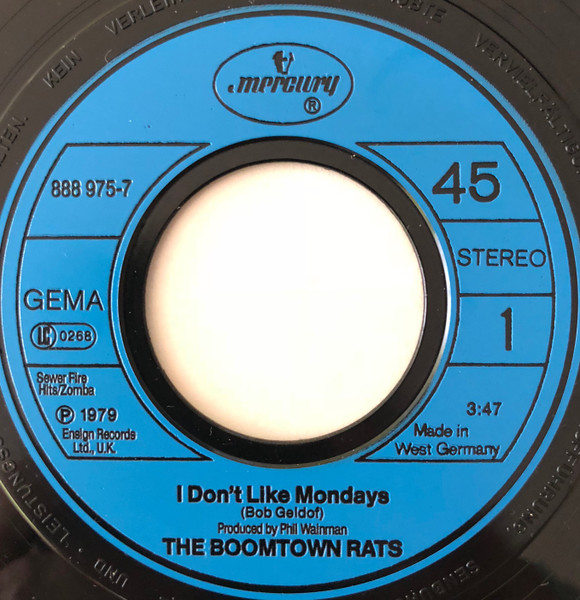 mercury
®
888 975-7
45
STEREO
GEMA
LC 0268
1
Sewer Fire
Hits/Zomba
Ⓟ 1979
Ensign Records
Ltd., U.K.
3:47
Made in
West Germany
I Don't Like Mondays
(Bob Geldof)
Produced by Phil Wainman
THE BOOMTOWN RATS
KEIN
UND